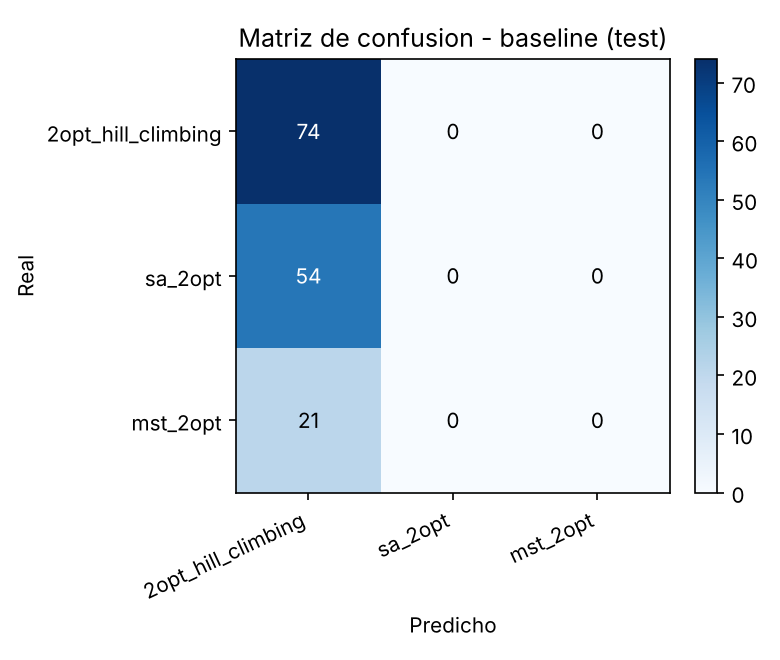 Matriz de confusion - baseline (test)
2opt_hill_climbing
74
0
0
sa_2opt
54
0
0
mst_2opt
21
0
0
Real
2opt_hill_climbing
sa_2opt
mst_2opt
Predicho
70
60
50
40
30
20
10
0